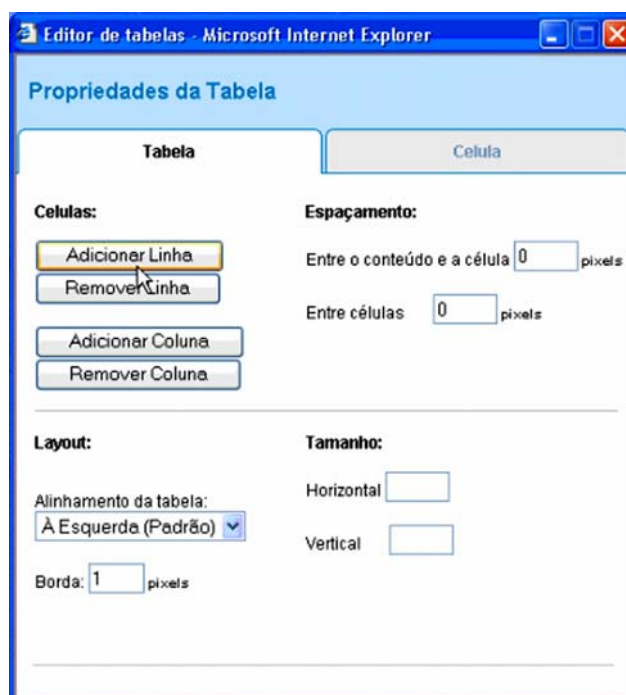 Editor de tabelas - Microsoft Internet Explorer
Propriedades da Tabela
Tabela
Celula
Celulas:
Adicionar Linha
Remover Linha
Adicionar Coluna
Remover Coluna
Espaçamento:
Entre o conteúdo e a célula 0 pixels
Entre células 0 pixels
Layout:
Alinhamento da tabela:
À Esquerda (Padrão)
Borda: 1 pixels
Tamanho:
Horizontal
Vertical